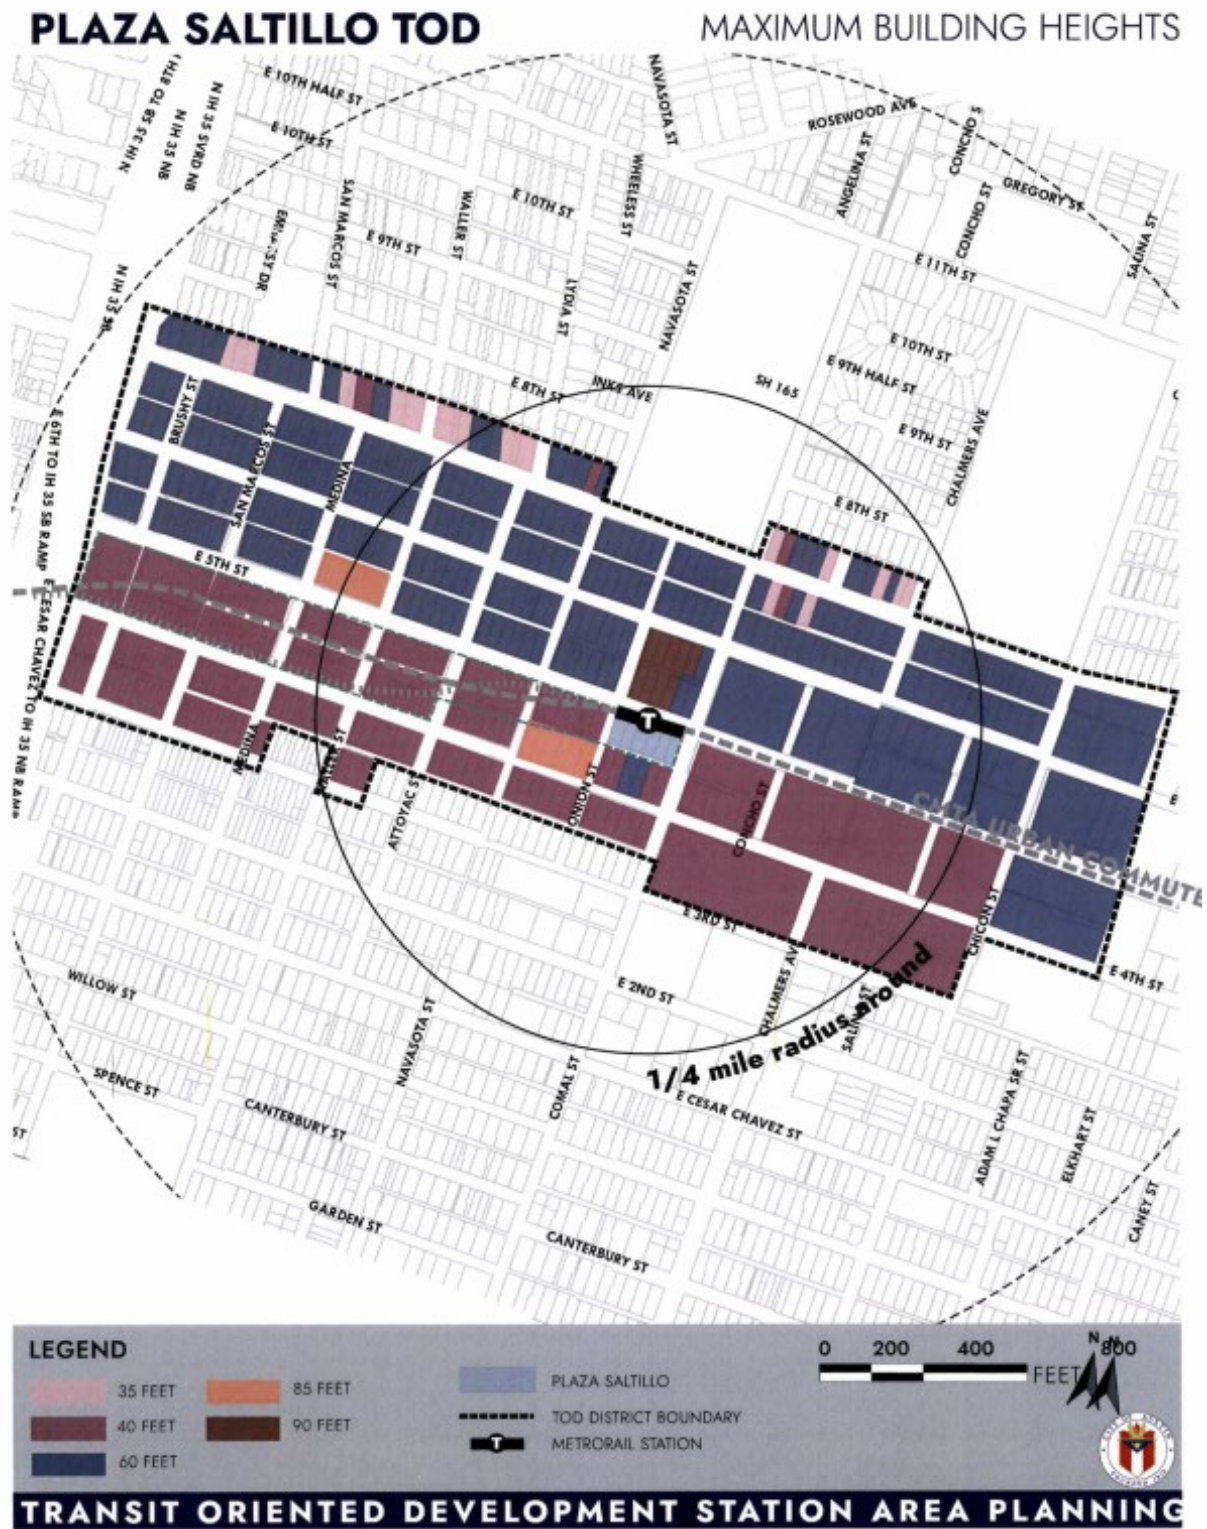 PLAZA SALTILLO TOD
MAXIMUM BUILDING HEIGHTS
E 10TH HALF ST
NAVASOTA ST
ROSEWOOD AVE
N IH 35 SB TO 8TH
N IH 35 NB
N IH 35 SVRD NB
E 10TH ST
WHEELESS ST
ANGELINA ST
CONCHO S
GREGORY ST
CONCHO ST
SALINA ST
SAN MARCOS ST
WALLER ST
E 10TH ST
E 9TH ST
LYDIA ST
NAVASOTA ST
E 11TH ST
N IH 35 SB
E 10TH ST
E 9TH HALF ST
SH 165
INKS AVE
E 8TH ST
E 9TH ST
CHALMERS AVE
E 8TH ST
BRUSHY ST
SAN MARCOS ST
MEDINA
E 6TH TO IH 35 SB RAMP
E 5TH ST
E CESAR CHAVEZ TO IH 35 NB RAMP
T
MEDINA
ATTOYAC S
ONION ST
CONCHO ST
CMTA URBAN COMMUTE
E 3RD ST
CHICON ST
E 4TH ST
E 2ND ST
CHALMERS AV
1/4 mile radius around
WILLOW ST
NAVASOTA ST
COMAL ST
SPENCE ST
CANTERBURY ST
E CESAR CHAVEZ ST
ADAM L CHAPA SR ST
ELKHART ST
CANEY ST
ST
GARDEN ST
CANTERBURY ST
LEGEND
35 FEET
40 FEET
60 FEET
85 FEET
90 FEET
PLAZA SALTILLO
TOD DISTRICT BOUNDARY
T METRORAIL STATION
0 200 400 800
FEET
N N
TRANSIT ORIENTED DEVELOPMENT STATION AREA PLANNING